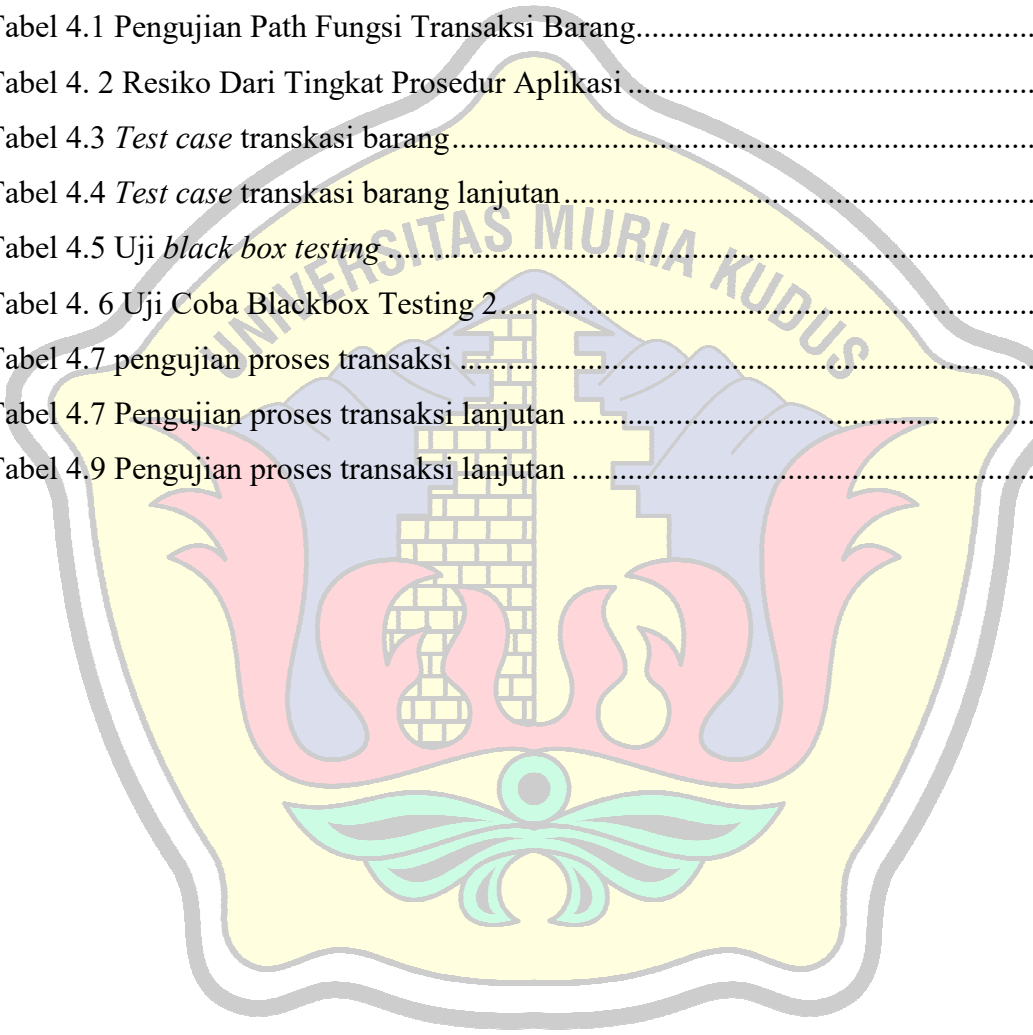 Tabel 4.1 Pengujian Path Fungsi Transaksi Barang
Tabel 4. 2 Resiko Dari Tingkat Prosedur Aplikasi
Tabel 4.3 Test case transkasi barang
Tabel 4.4 Test case transkasi barang lanjutan
Tabel 4.5 Uji black box testing
Tabel 4. 6 Uji Coba Blackbox Testing 2
Tabel 4.7 pengujian proses transaksi
Tabel 4.7 Pengujian proses transaksi lanjutan
Tabel 4.9 Pengujian proses transaksi lanjutan
UNIVERSITAS MURIA KUDUS